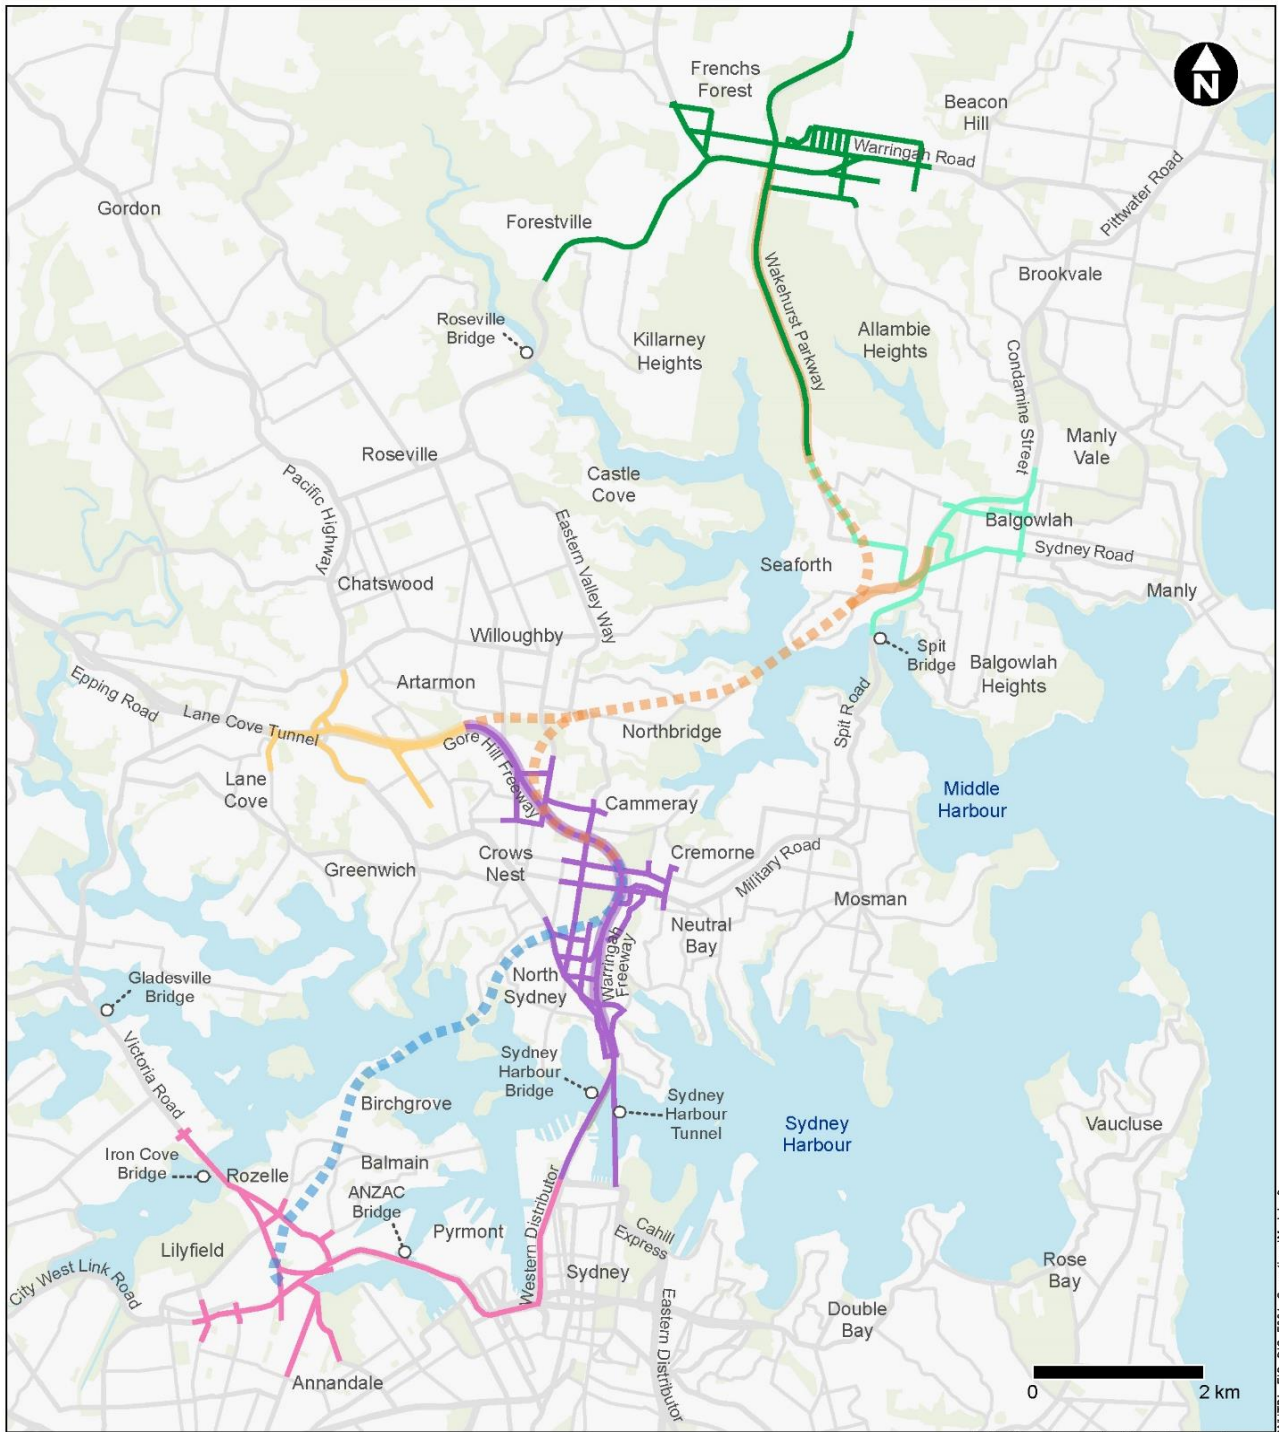 N
Frenchs
Forest
Beacon
Hill
Warringah Road
Pittwater Road
Gordon
Forestville
Brookvale
Wakehurst Parkway
Roseville
Bridge
Killarney
Heights
Allambie
Heights
Condamine Street
Manly
Vale
Roseville
Castle
Cove
Pacific Highway
Eastern Valley Way
Balgowlah
Sydney Road
Seaforth
Chatswood
Manly
Willoughby
Spit
Bridge
Balgowlah
Heights
Artarmon
Epping Road
Lane Cove Tunnel
Spit Road
Northbridge
Gore Hill Freeway
Lane
Cove
Middle
Harbour
Cammeray
Crows
Nest
Cremorne
Military Road
Greenwich
Mosman
Neutral
Bay
Warringah
Freeway
North
Sydney
Gladesville
Bridge
Victoria Road
Sydney
Harbour
Bridge
Sydney
Harbour
Tunnel
Birchgrove
Sydney
Harbour
Vaucluse
Iron Cove
Bridge
Rozelle
Balmain
ANZAC
Bridge
Western Distributor
Pyrmont
Cahill
Express
Lilyfield
Sydney
Rose
Bay
City West Link Road
Eastern Distributor
Double
Bay
Annandale
0 2 km